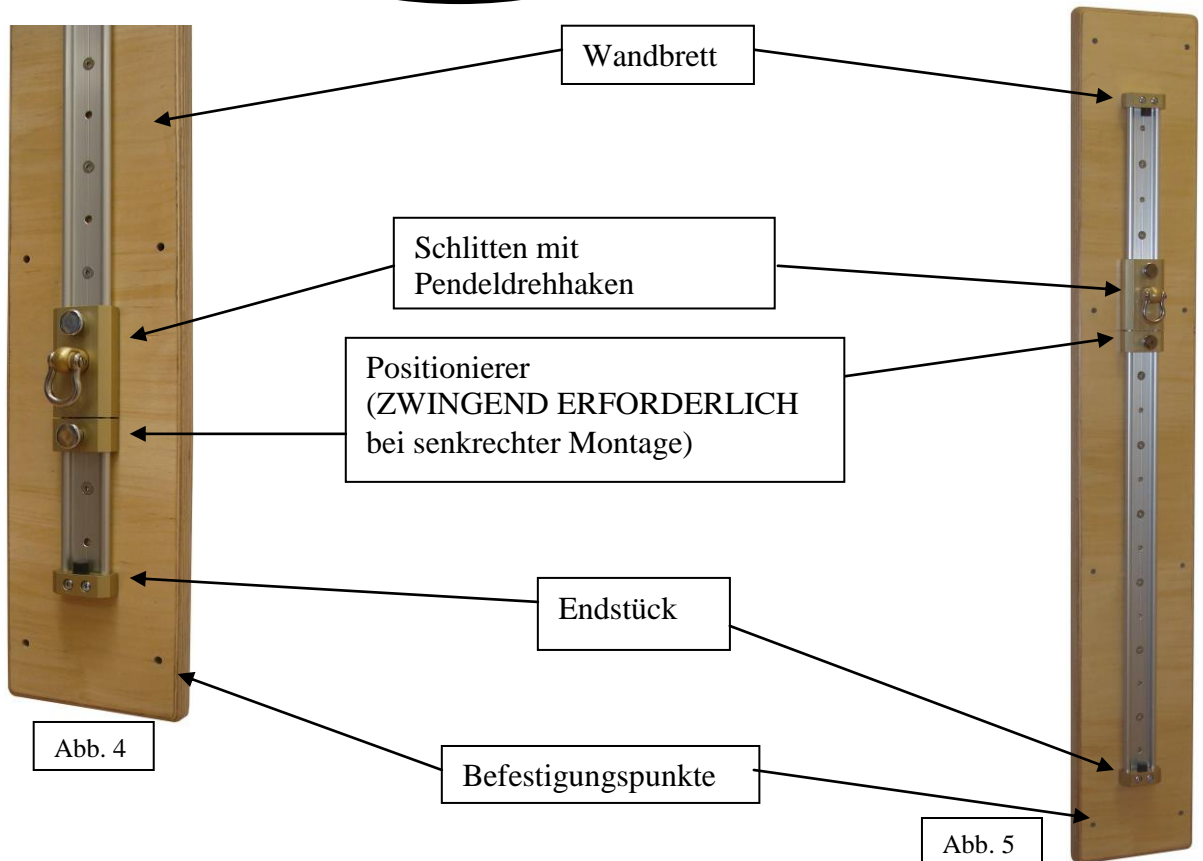 Wandbrett
Schlitten mit
Pendeldrehhaken
Positionierer
(ZWINGEND ERFORDERLICH
bei senkrechter Montage)
Endstück
Abb. 4
Befestigungspunkte
Abb. 5